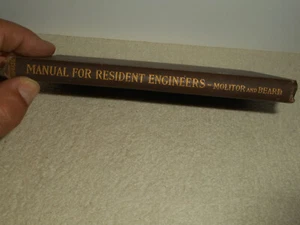 MANUAL FOR RESIDENT ENGINEERS - MOLITOR AND BEARD